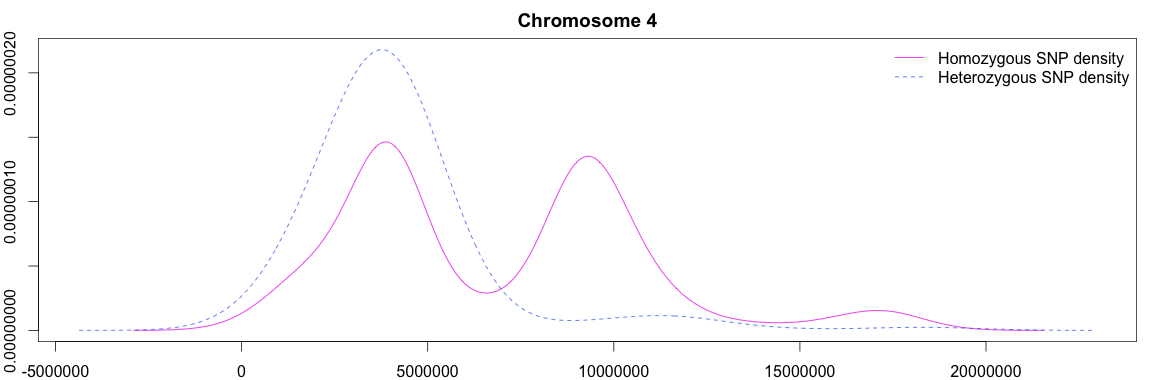 Chromosome 4
Homozygous SNP density
Heterozygous SNP density
0.00000020
0.00000010
0.00000000
-5000000 0 5000000 10000000 15000000 20000000